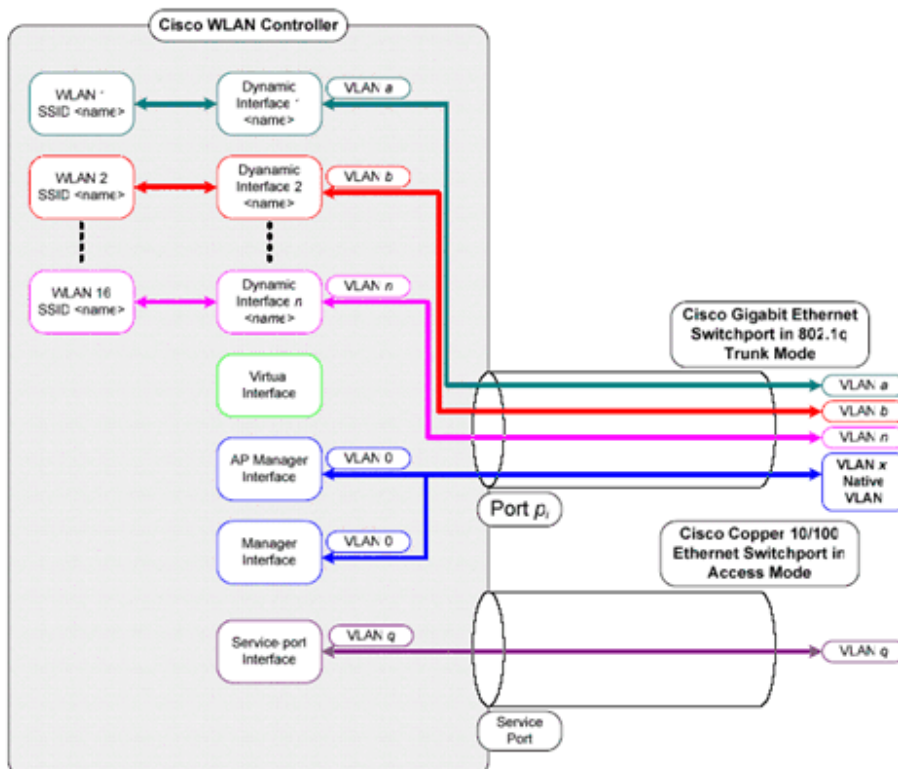 Cisco WLAN Controller
WLAN 1
SSID <name>
Dynamic
Interface 1
<name>
VLAN a
WLAN 2
SSID <name>
Dyanamic
Interface 2
<name>
VLAN b
WLAN 16
SSID <name>
Dynamic
Interface n
<name>
VLAN n
Virtua
Interface
AP Manager
Interface
VLAN 0
Manager
Interface
VLAN 0
Service-port
Interface
VLAN q
Cisco Gigabit Ethernet
Switchport in 802.1q
Trunk Mode
VLAN a
VLAN b
VLAN n
VLAN x
Native
VLAN
Port pᵢ
Cisco Copper 10/100
Ethernet Switchport in
Access Mode
VLAN q
Service
Port